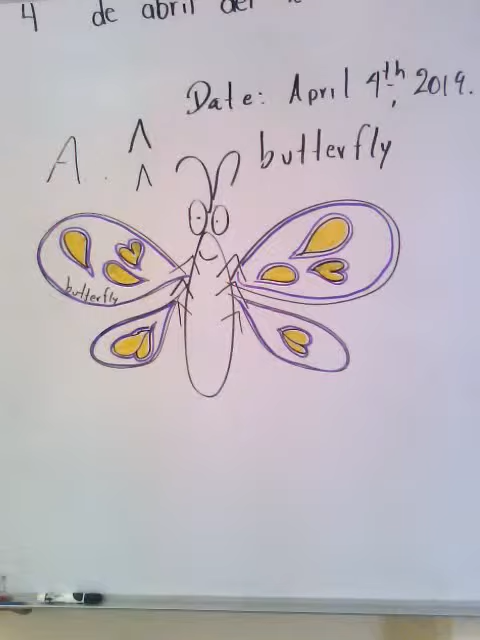 4 de abril del
Date: April 4th, 2019.
A. ^
^
butterfly
butterfly